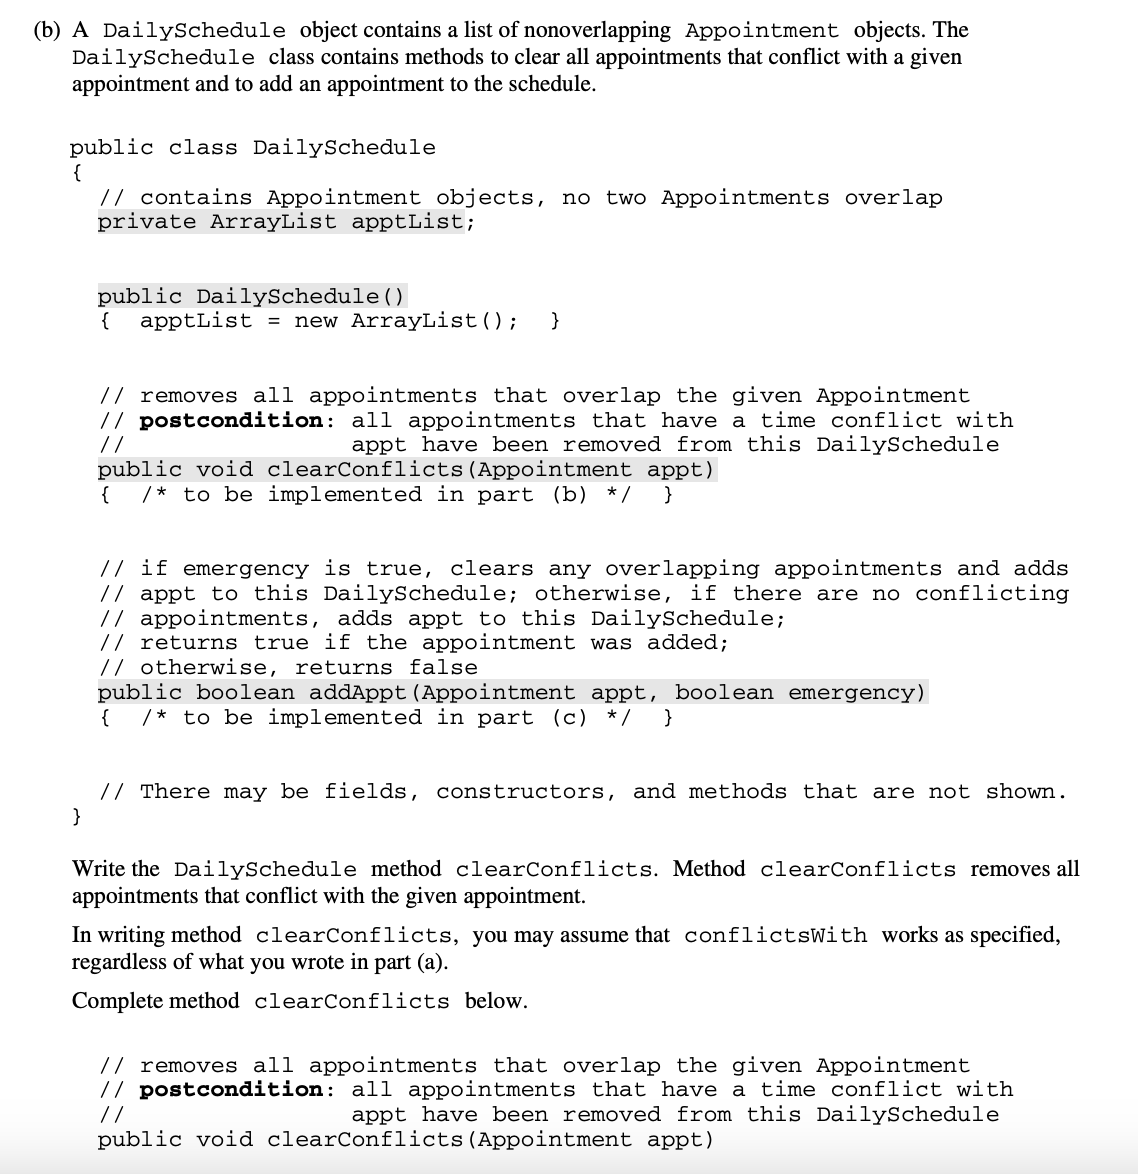 (b) A DailySchedule object contains a list of nonoverlapping Appointment objects. The
DailySchedule class contains methods to clear all appointments that conflict with a given
appointment and to add an appointment to the schedule.
public class DailySchedule
{
// contains Appointment objects, no two Appointments overlap
private ArrayList apptList;
public DailySchedule()
{ apptList = new ArrayList(); }
// removes all appointments that overlap the given Appointment
// postcondition: all appointments that have a time conflict with
// appt have been removed from this DailySchedule
public void clearConflicts(Appointment appt)
{ /* to be implemented in part (b) */ }
// if emergency is true, clears any overlapping appointments and adds
// appt to this DailySchedule; otherwise, if there are no conflicting
// appointments, adds appt to this DailySchedule;
// returns true if the appointment was added;
// otherwise, returns false
public boolean addAppt(Appointment appt, boolean emergency)
{ /* to be implemented in part (c) */ }
// There may be fields, constructors, and methods that are not shown.
}
Write the DailySchedule method clearConflicts. Method clearConflicts removes all
appointments that conflict with the given appointment.
In writing method clearConflicts, you may assume that conflictsWith works as specified,
regardless of what you wrote in part (a).
Complete method clearConflicts below.
// removes all appointments that overlap the given Appointment
// postcondition: all appointments that have a time conflict with
// appt have been removed from this DailySchedule
public void clearConflicts(Appointment appt)